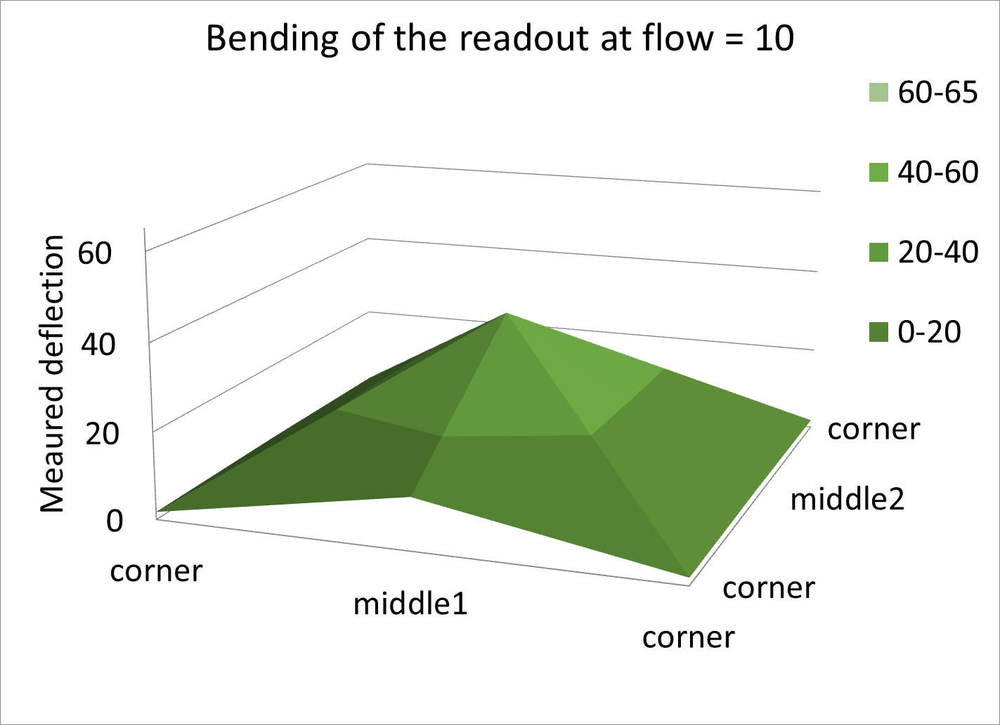 Bending of the readout at flow = 10
60-65
40-60
20-40
0-20
Meaured deflection
60
40
20
0
corner
middle1
corner
corner
middle2
corner